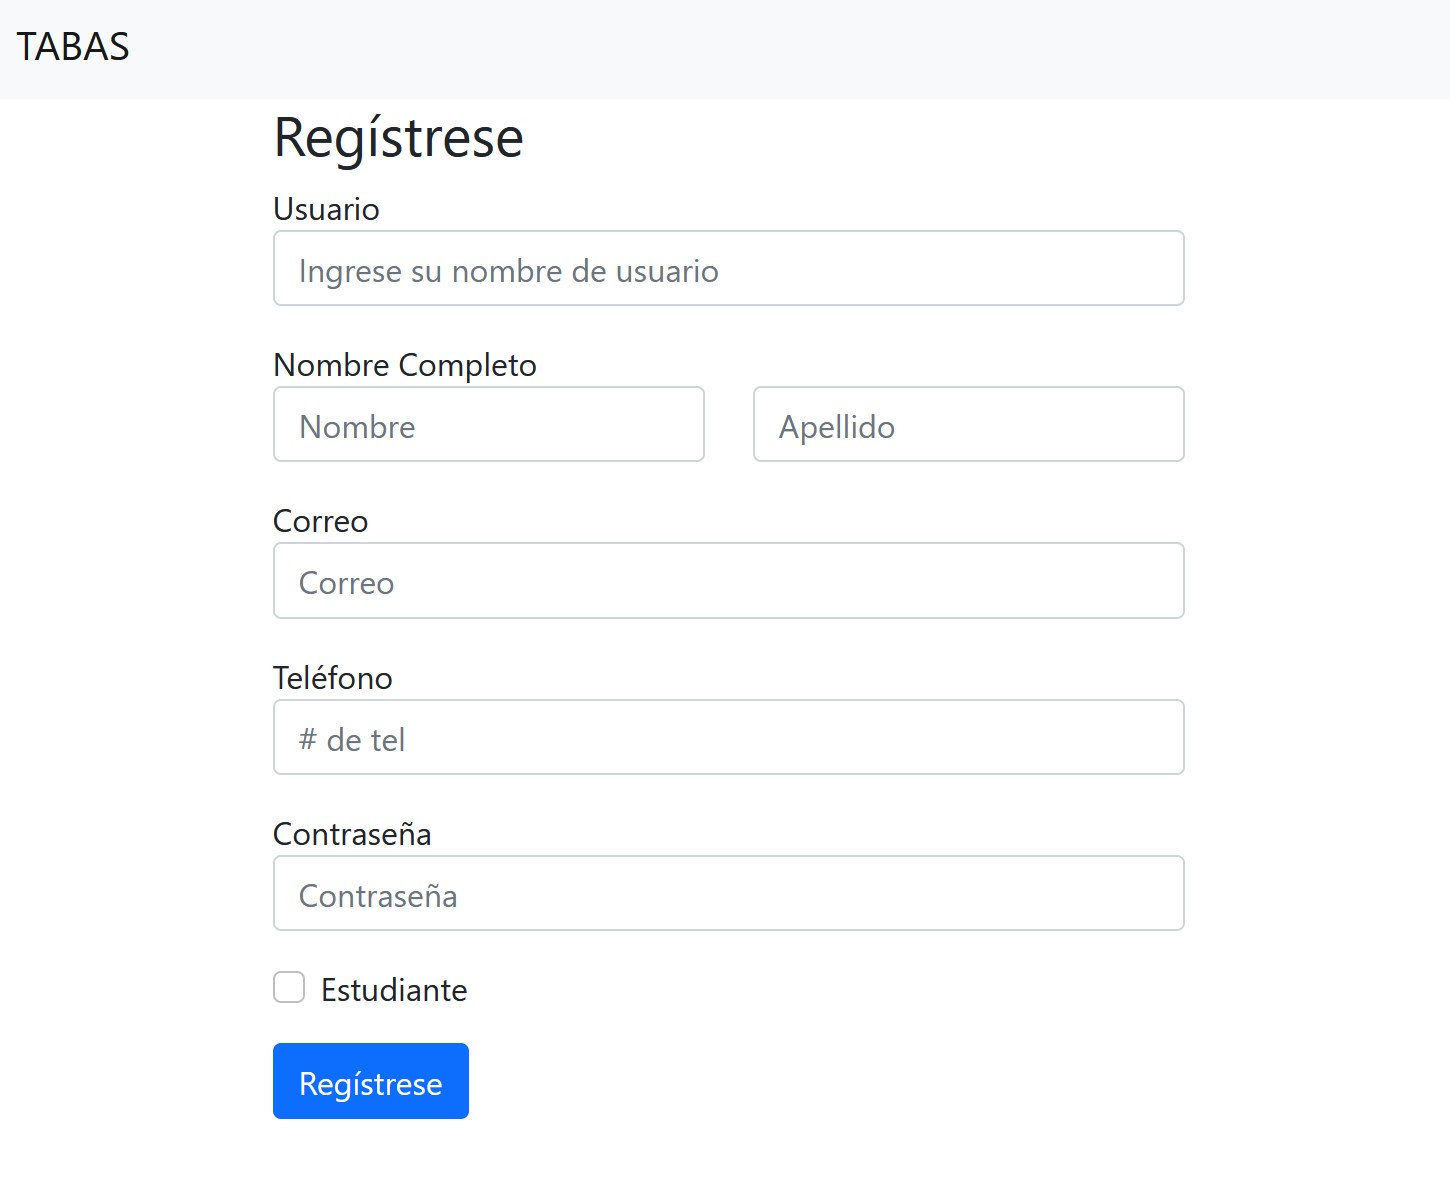 TABAS
Regístrese
Usuario
Ingrese su nombre de usuario
Nombre Completo
Nombre Apellido
Correo
Correo
Teléfono
# de tel
Contraseña
Contraseña
Estudiante
Regístrese